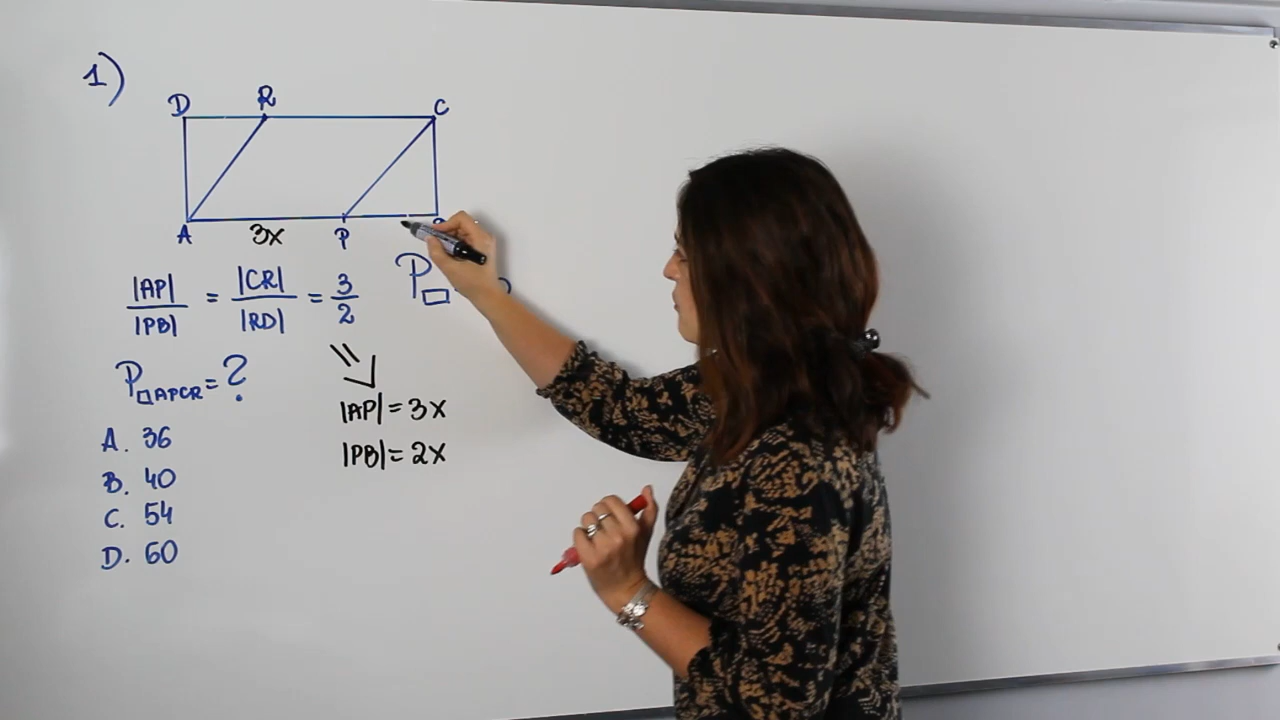 1)
D R C
A 3x P
|AP| / |PB| = |CR| / |RD| = 3/2
P□
P□APCR = ?
|AP| = 3x
|PB| = 2x
A. 36
B. 40
C. 54
D. 60